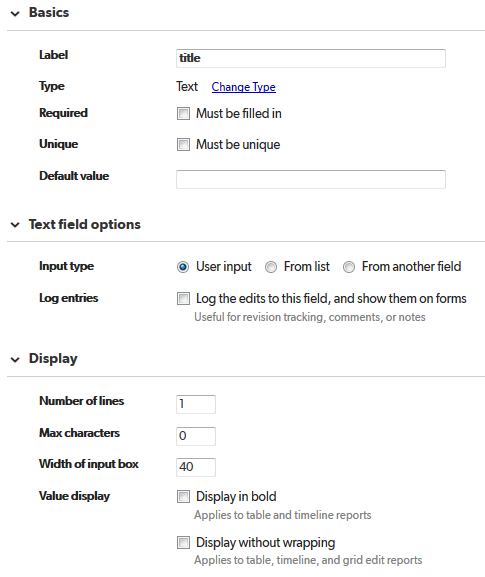 Basics
Label title
Type Text Change Type
Required Must be filled in
Unique Must be unique
Default value
Text field options
Input type User input From list From another field
Log entries Log the edits to this field, and show them on forms
Useful for revision tracking, comments, or notes
Display
Number of lines 1
Max characters 0
Width of input box 40
Value display Display in bold
Applies to table and timeline reports
Display without wrapping
Applies to table, timeline, and grid edit reports